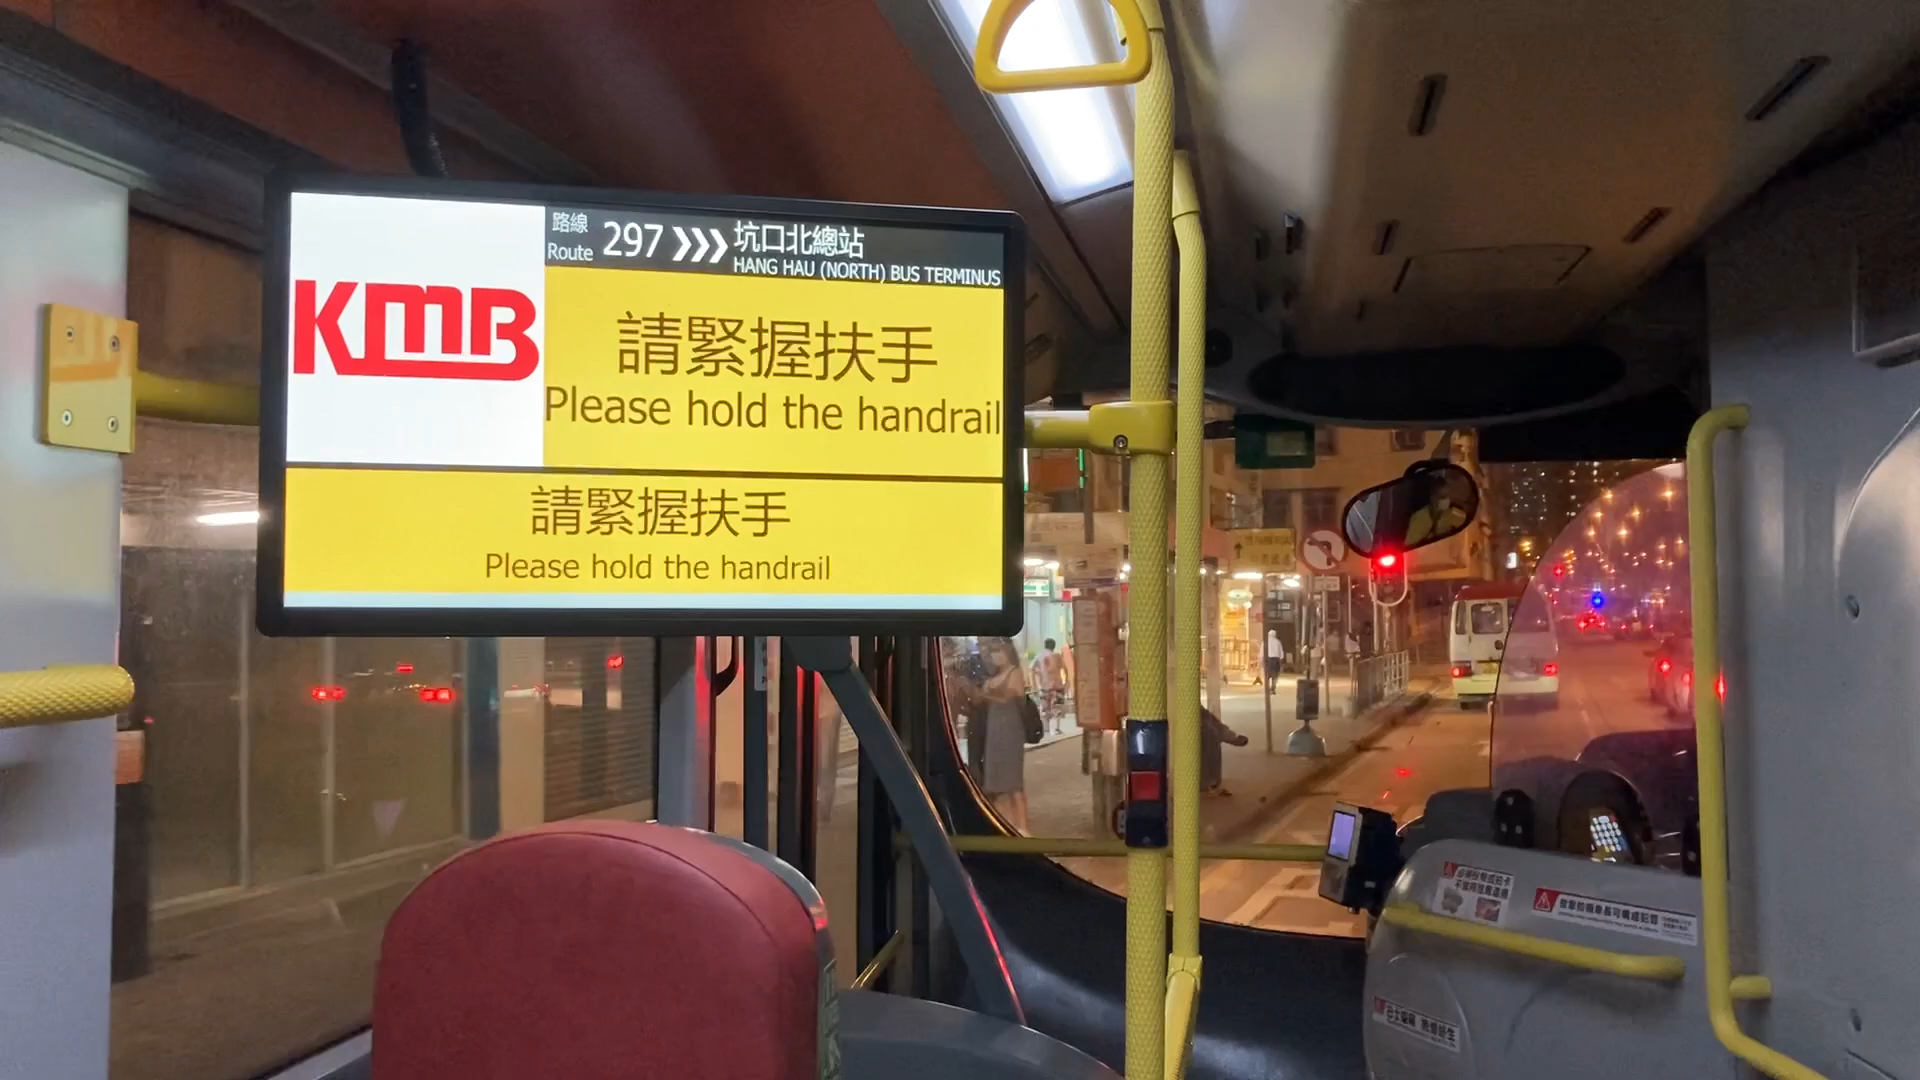 KMB
路線
Route
297
坑口北總站
HANG HAU (NORTH) BUS TERMINUS
請緊握扶手
Please hold the handrail
請緊握扶手
Please hold the handrail